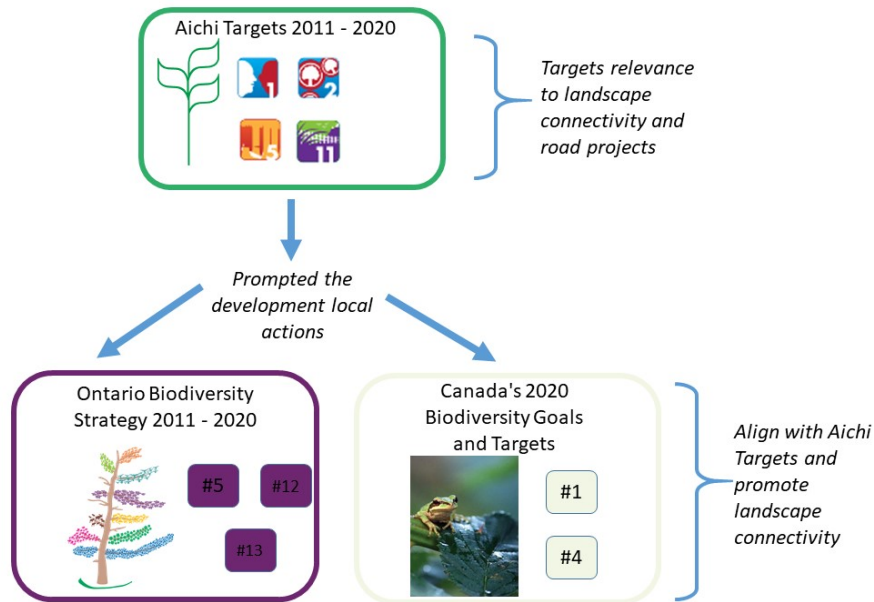 Aichi Targets 2011 - 2020
1
2
5
11
Targets relevance
to landscape
connectivity and
road projects
Prompted the
development local
actions
Ontario Biodiversity
Strategy 2011 - 2020
#5
#12
#13
Canada's 2020
Biodiversity Goals
and Targets
#1
#4
Align with Aichi
Targets and
promote
landscape
connectivity